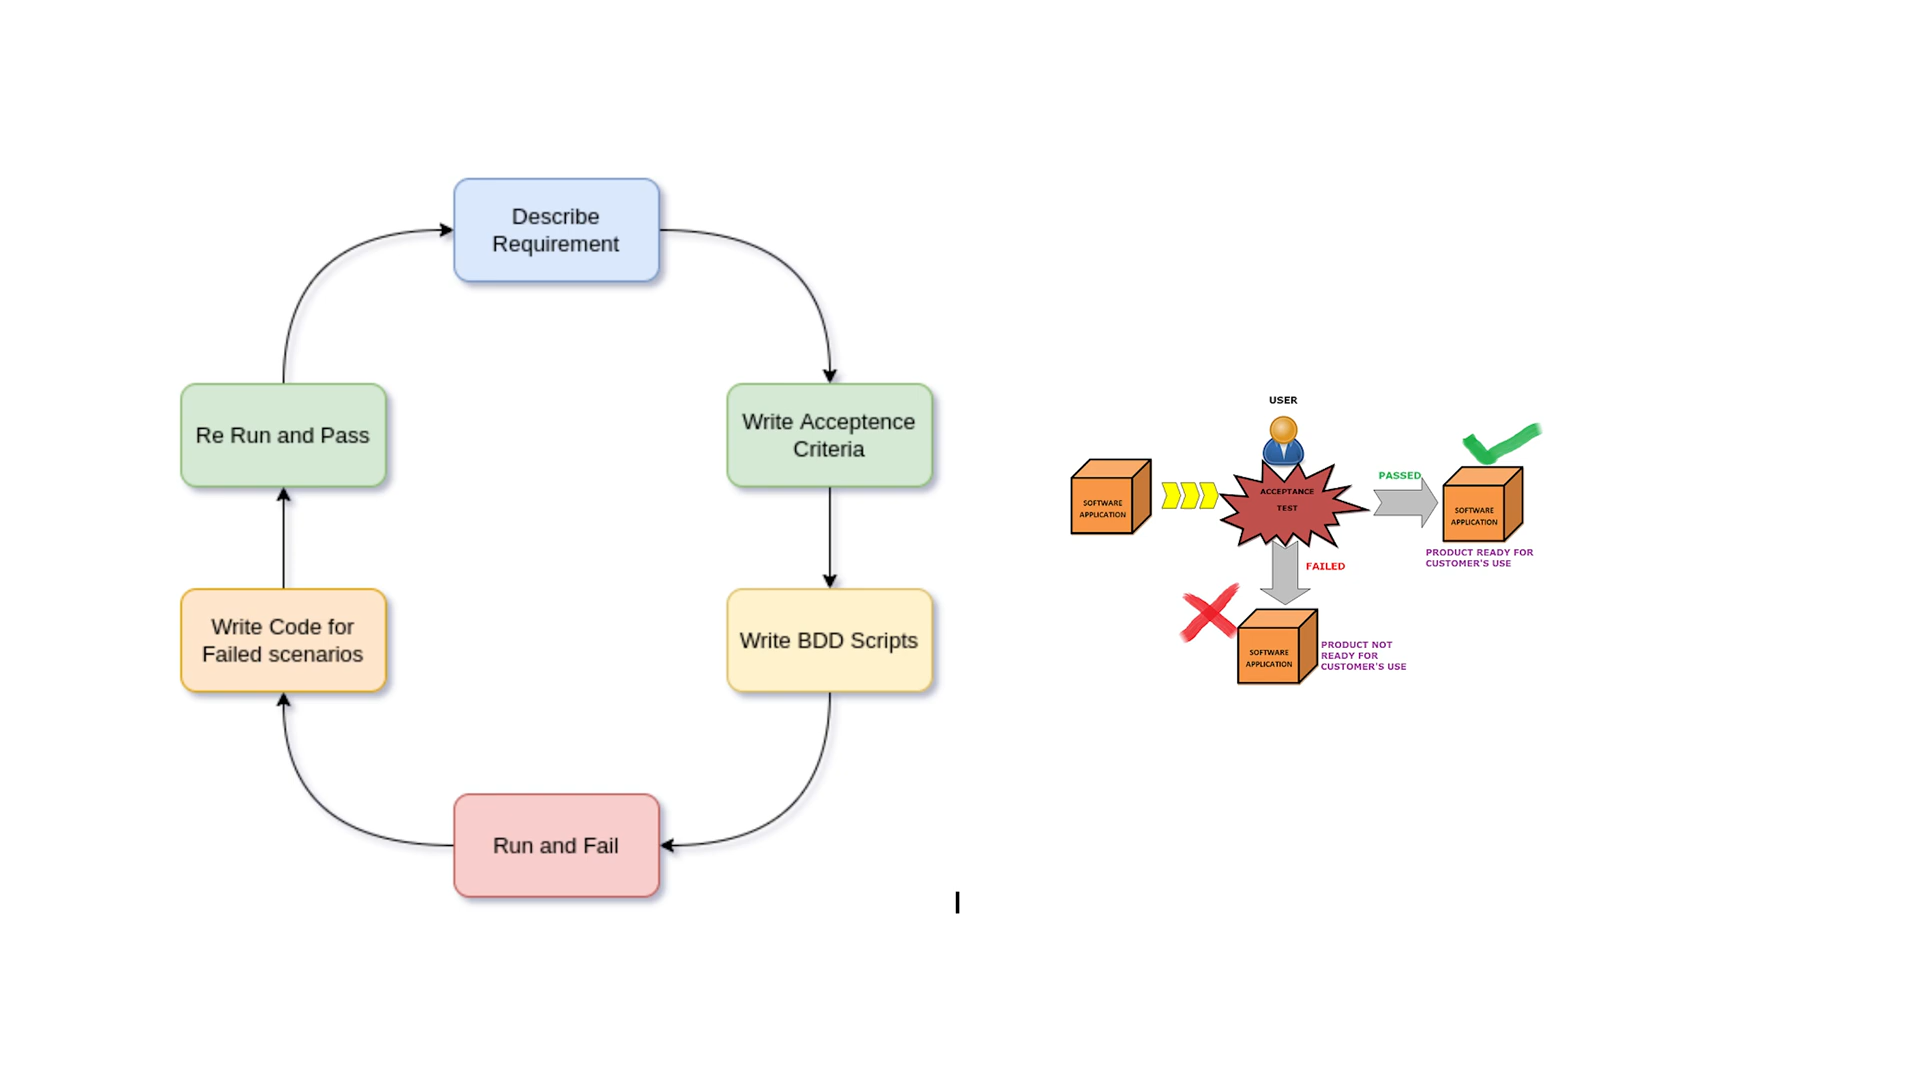 Describe
Requirement
Write Acceptence
Criteria
Write BDD Scripts
Run and Fail
Write Code for
Failed scenarios
Re Run and Pass
USER
SOFTWARE
APPLICATION
ACCEPTANCE
TEST
PASSED
SOFTWARE
APPLICATION
PRODUCT READY FOR
CUSTOMER'S USE
FAILED
SOFTWARE
APPLICATION
PRODUCT NOT
READY FOR
CUSTOMER'S USE